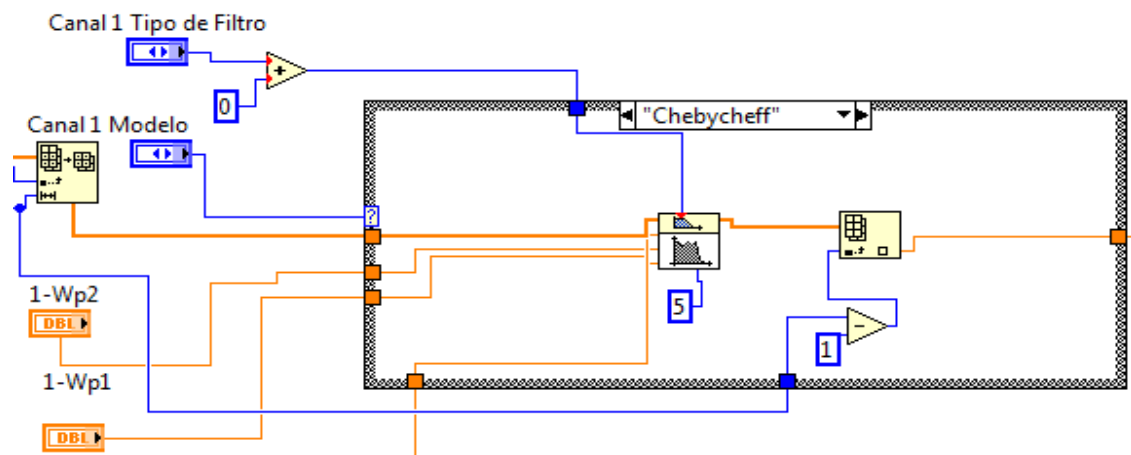 Canal 1 Tipo de Filtro
0
"Chebycheff"
Canal 1 Modelo
?
1-Wp2
DBL
5
1
1-Wp1
DBL